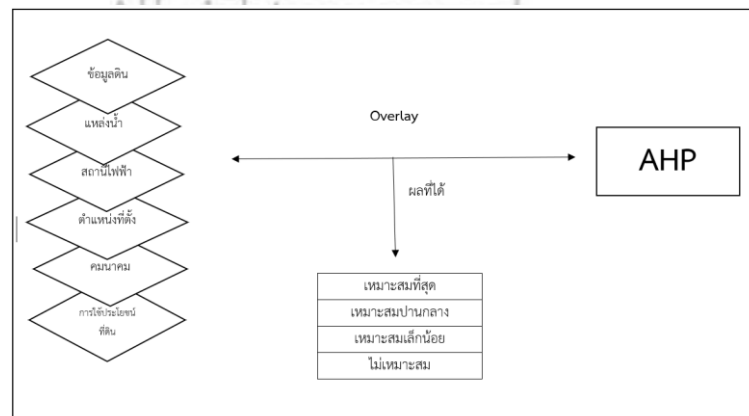 ข้อมูลดิน
แหล่งน้ำ
สถานีไฟฟ้า
ตำแหน่งที่ตั้ง
คมนาคม
การใช้ประโยชน์
ที่ดิน
Overlay
ผลที่ได้
AHP
เหมาะสมที่สุด
เหมาะสมปานกลาง
เหมาะสมเล็กน้อย
ไม่เหมาะสม